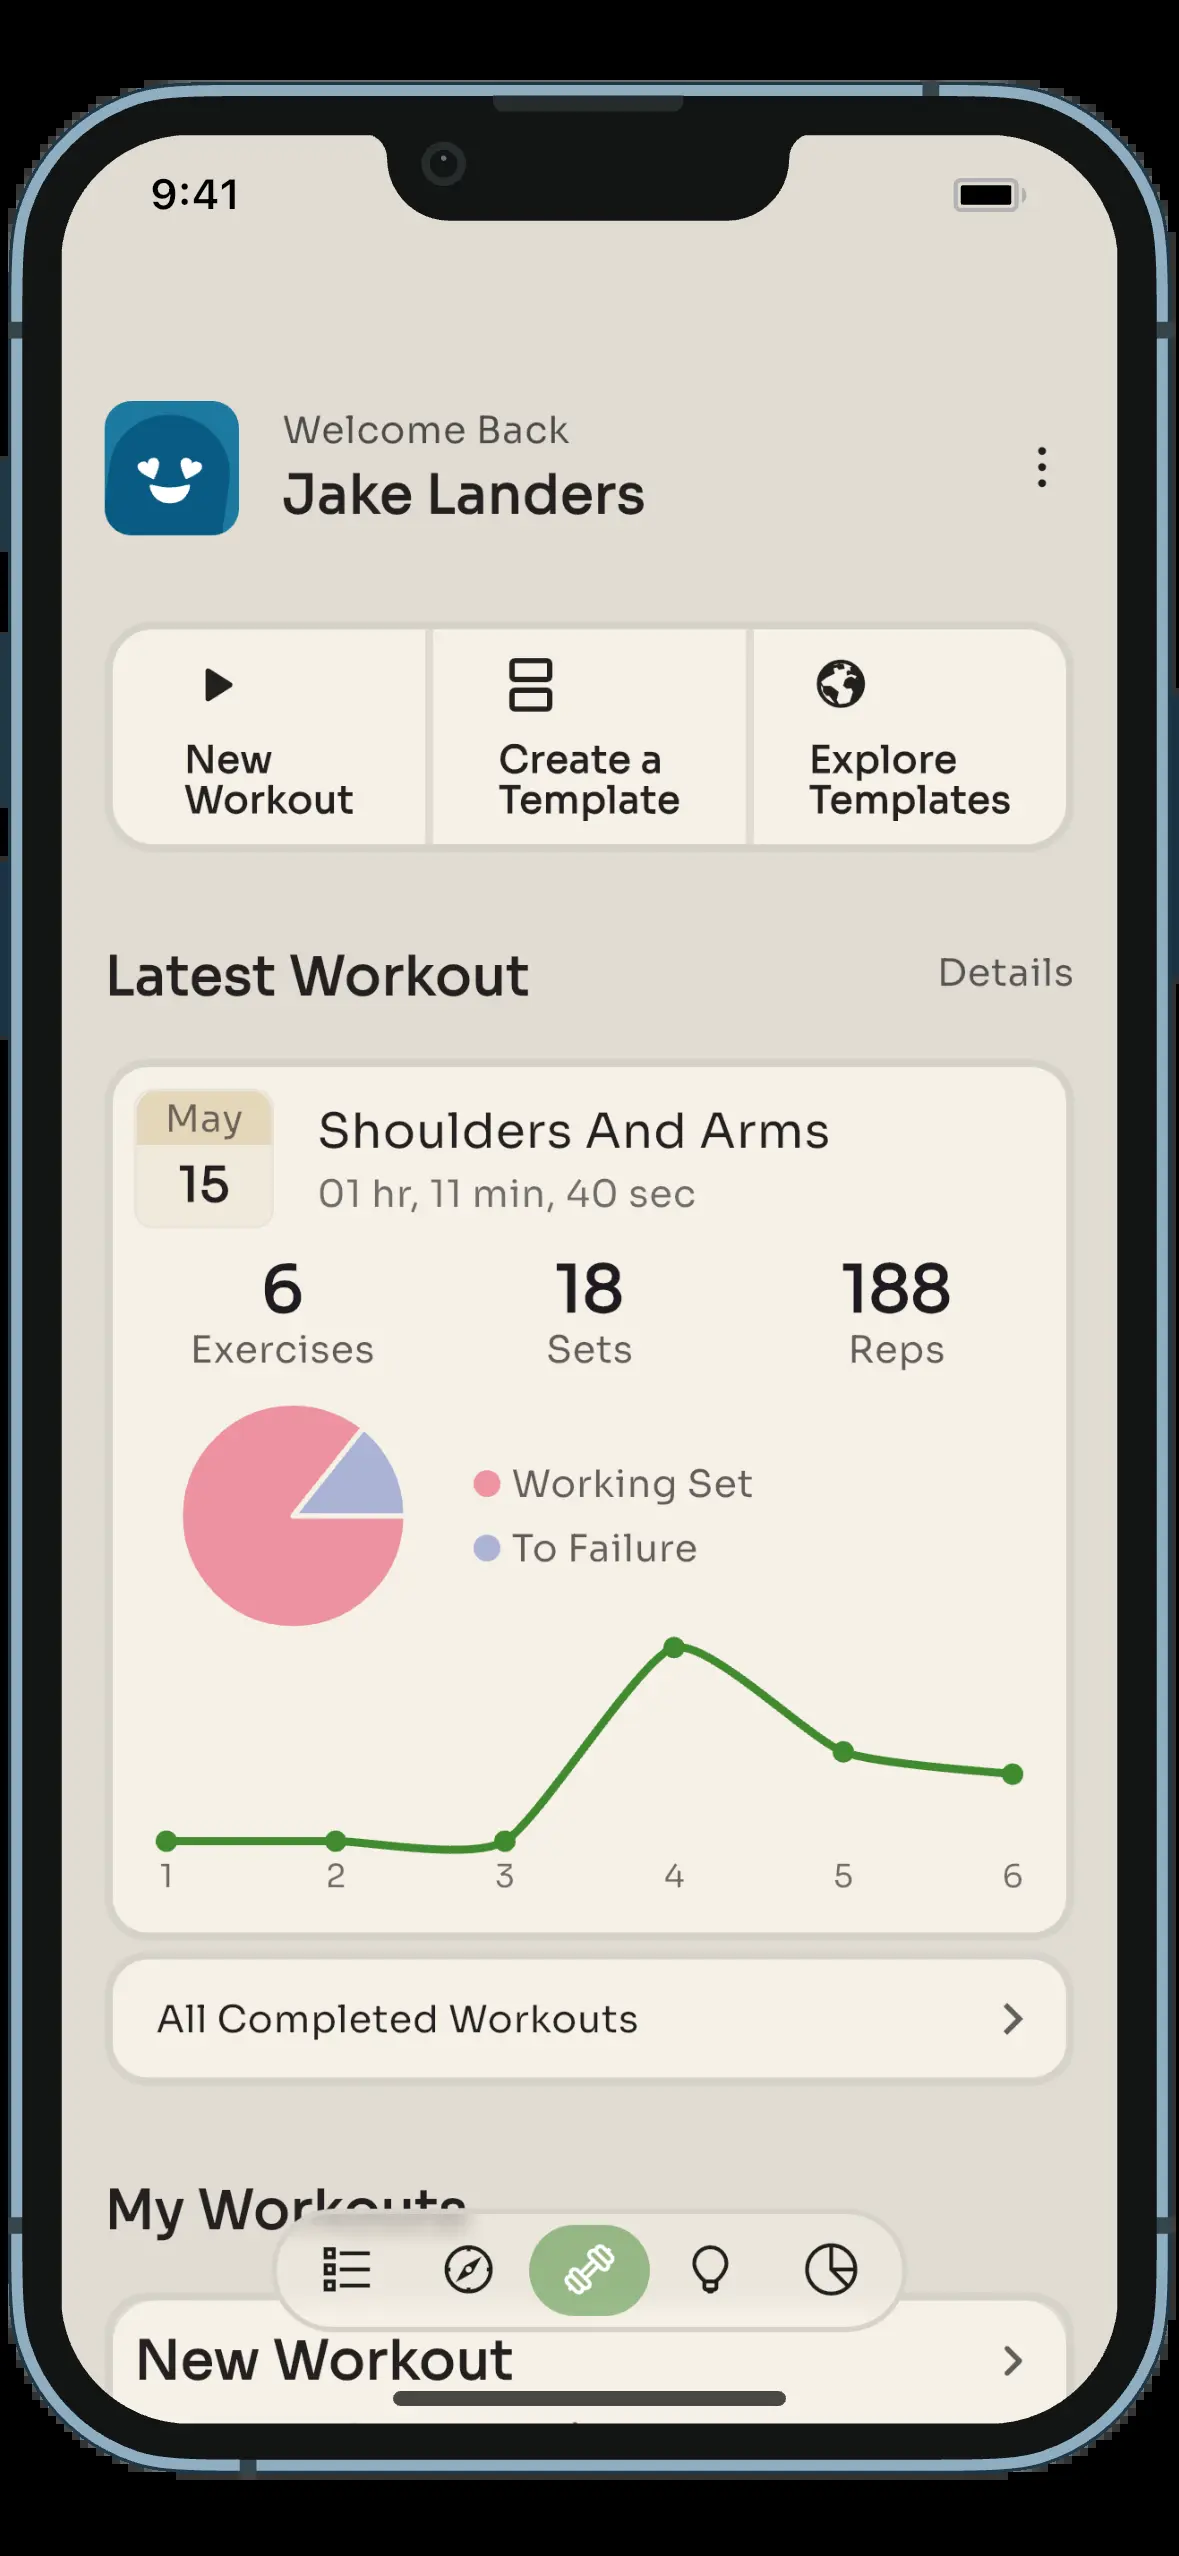 9:41
Welcome Back
Jake Landers
New
Workout
Create a
Template
Explore
Templates
Latest Workout
Details
May
15
Shoulders And Arms
01 hr, 11 min, 40 sec
6
Exercises
18
Sets
188
Reps
Working Set
To Failure
1 2 3 4 5 6
All Completed Workouts
My Workouts
New Workout